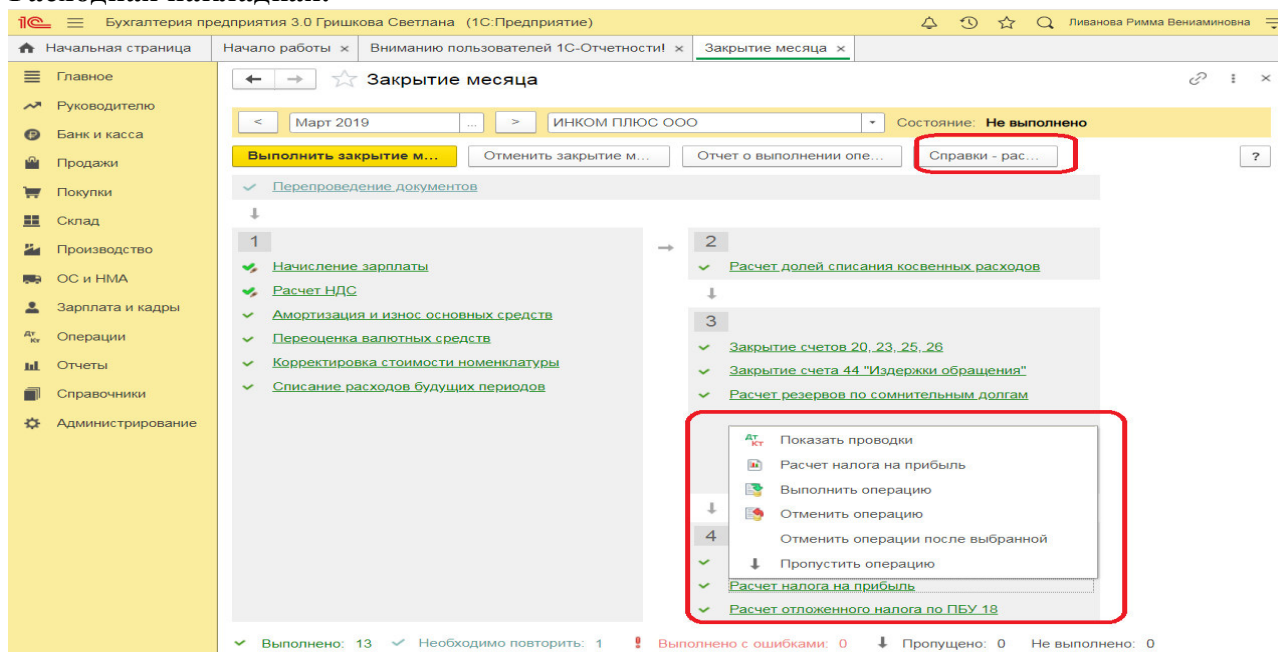 Расходная накладная.
1С Бухгалтерия предприятия 3.0 Гришкова Светлана (1С:Предприятие) Ливанова Римма Вениаминовна
Начальная страница Начало работы × Вниманию пользователей 1С-Отчетности! × Закрытие месяца ×
Главное
Руководителю
Банк и касса
Продажи
Покупки
Склад
Производство
ОС и НМА
Зарплата и кадры
Операции
Отчеты
Справочники
Администрирование
Закрытие месяца
< Март 2019 ... > ИНКОМ ПЛЮС ООО Состояние: Не выполнено
Выполнить закрытие м... Отменить закрытие м... Отчет о выполнении опе... Справки - рас... ?
Перепроведение документов
1
Начисление зарплаты
Расчет НДС
Амортизация и износ основных средств
Переоценка валютных средств
Корректировка стоимости номенклатуры
Списание расходов будущих периодов
2
Расчет долей списания косвенных расходов
3
Закрытие счетов 20, 23, 25, 26
Закрытие счета 44 "Издержки обращения"
Расчет резервов по сомнительным долгам
Дт Кт Показать проводки
Расчет налога на прибыль
Выполнить операцию
Отменить операцию
Отменить операции после выбранной
Пропустить операцию
4
Расчет налога на прибыль
Расчет отложенного налога по ПБУ 18
Выполнено: 13 Необходимо повторить: 1 Выполнено с ошибками: 0 Пропущено: 0 Не выполнено: 0